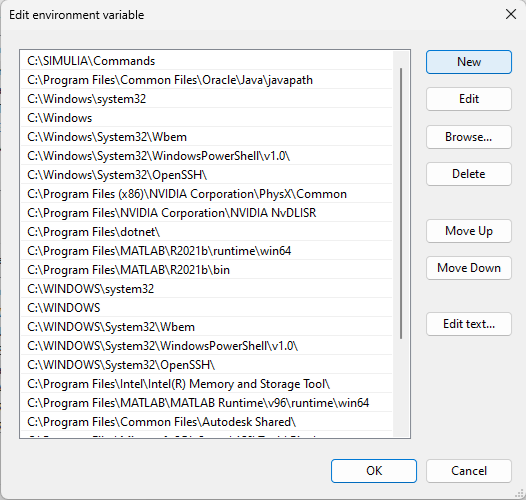 Edit environment variable
C:\SIMULIA\Commands
C:\Program Files\Common Files\Oracle\Java\javapath
C:\Windows\system32
C:\Windows
C:\Windows\System32\Wbem
C:\Windows\System32\WindowsPowerShell\v1.0\
C:\Windows\System32\OpenSSH\
C:\Program Files (x86)\NVIDIA Corporation\PhysX\Common
C:\Program Files\NVIDIA Corporation\NVIDIA NvDLISR
C:\Program Files\dotnet\
C:\Program Files\MATLAB\R2021b\runtime\win64
C:\Program Files\MATLAB\R2021b\bin
C:\WINDOWS\system32
C:\WINDOWS
C:\WINDOWS\System32\Wbem
C:\WINDOWS\System32\WindowsPowerShell\v1.0\
C:\WINDOWS\System32\OpenSSH\
C:\Program Files\Intel\Intel(R) Memory and Storage Tool\
C:\Program Files\MATLAB\MATLAB Runtime\v96\runtime\win64
C:\Program Files\Common Files\Autodesk Shared\
New
Edit
Browse...
Delete
Move Up
Move Down
Edit text...
OK
Cancel